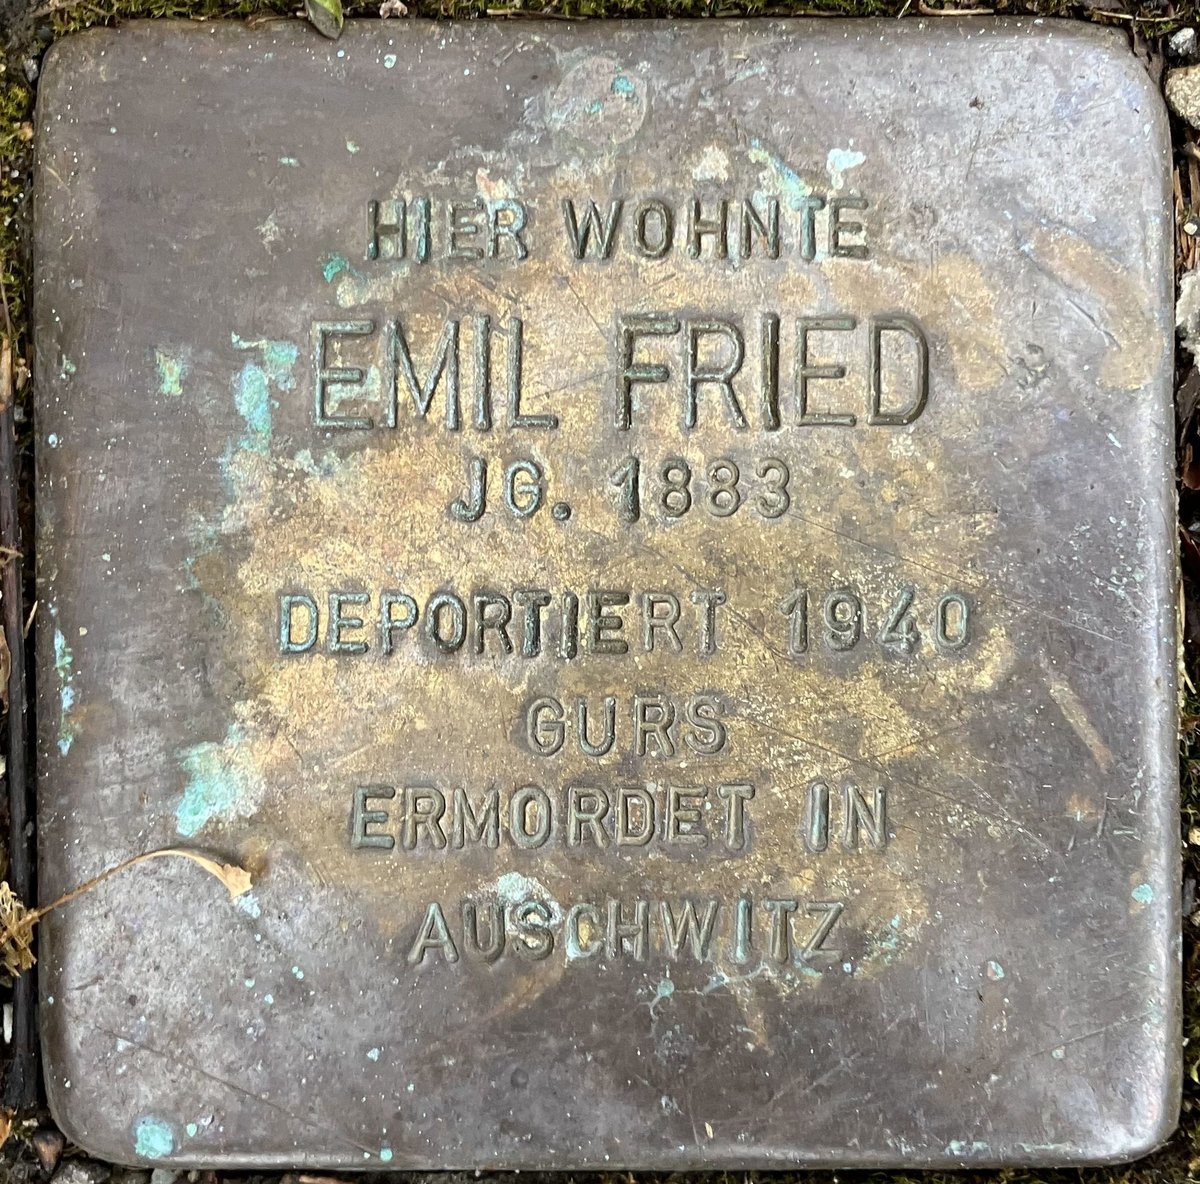 HIER WOHNTE
EMIL FRIED
JG. 1883
DEPORTIERT 1940
GURS
ERMORDET IN
AUSCHWITZ